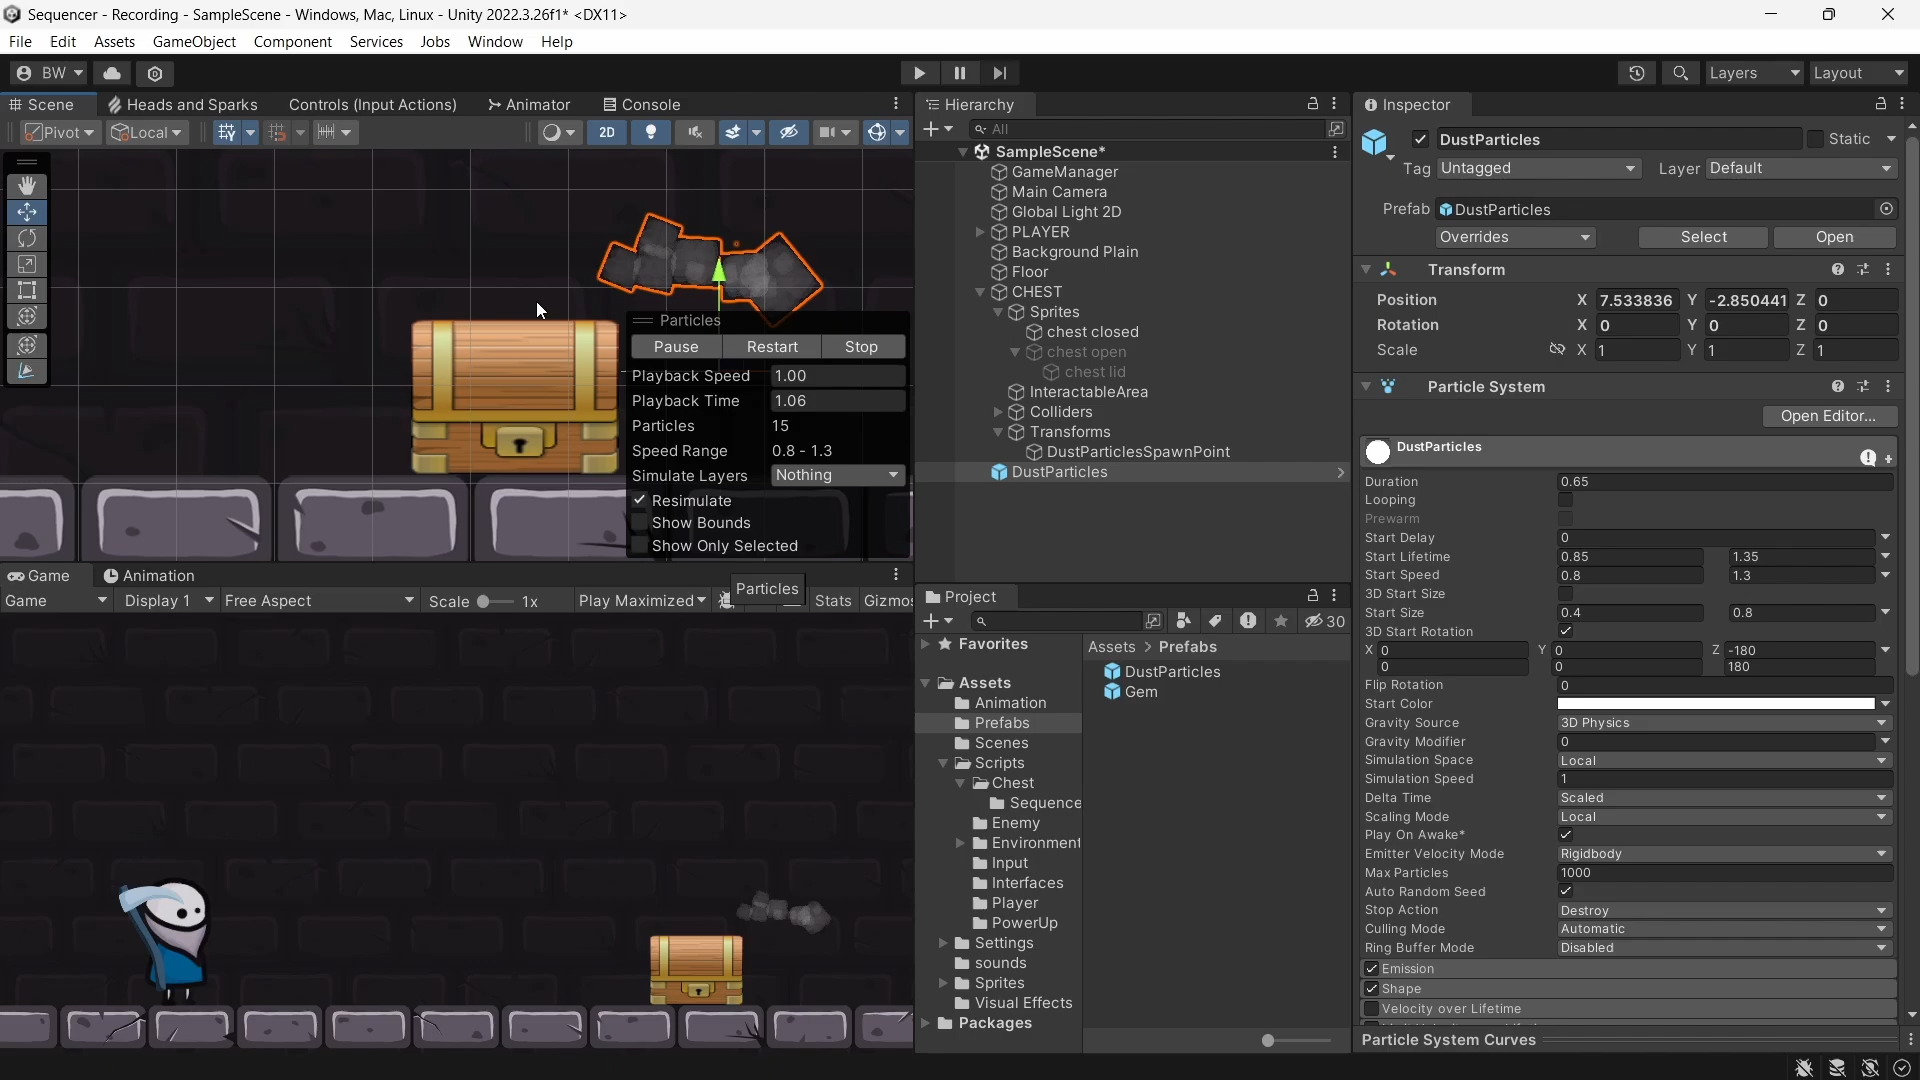 Sequencer - Recording - SampleScene - Windows, Mac, Linux - Unity 2022.3.26f1* <DX11>
File Edit Assets GameObject Component Services Jobs Window Help
BW Layers Layout
Scene Heads and Sparks Controls (Input Actions) Animator Console
Pivot Local 2D
Particles
Pause Restart Stop
Playback Speed 1.00
Playback Time 1.06
Particles 15
Speed Range 0.8 - 1.3
Simulate Layers Nothing
Resimulate
Show Bounds
Show Only Selected
Game Animation
Particles
Game Display 1 Free Aspect Scale 1x Play Maximized Stats Gizmos
Hierarchy
All
SampleScene*
GameManager
Main Camera
Global Light 2D
PLAYER
Background Plain
Floor
CHEST
Sprites
chest closed
chest open
chest lid
InteractableArea
Colliders
Transforms
DustParticlesSpawnPoint
DustParticles
Project
30
Favorites
Assets
Animation
Prefabs
Scenes
Scripts
Chest
Sequence
Enemy
Environment
Input
Interfaces
Player
PowerUp
Settings
sounds
Sprites
Visual Effects
Packages
Assets > Prefabs
DustParticles
Gem
Inspector
DustParticles Static
Tag Untagged Layer Default
Prefab DustParticles
Overrides Select Open
Transform
Position X 7.533836 Y -2.850441 Z 0
Rotation X 0 Y 0 Z 0
Scale X 1 Y 1 Z 1
Particle System
Open Editor...
DustParticles
Duration 0.65
Looping
Prewarm
Start Delay 0
Start Lifetime 0.85 1.35
Start Speed 0.8 1.3
3D Start Size
Start Size 0.4 0.8
3D Start Rotation
X 0 Y 0 Z -180
0 0 180
Flip Rotation 0
Start Color
Gravity Source 3D Physics
Gravity Modifier 0
Simulation Space Local
Simulation Speed 1
Delta Time Scaled
Scaling Mode Local
Play On Awake*
Emitter Velocity Mode Rigidbody
Max Particles 1000
Auto Random Seed
Stop Action Destroy
Culling Mode Automatic
Ring Buffer Mode Disabled
Emission
Shape
Velocity over Lifetime
Particle System Curves